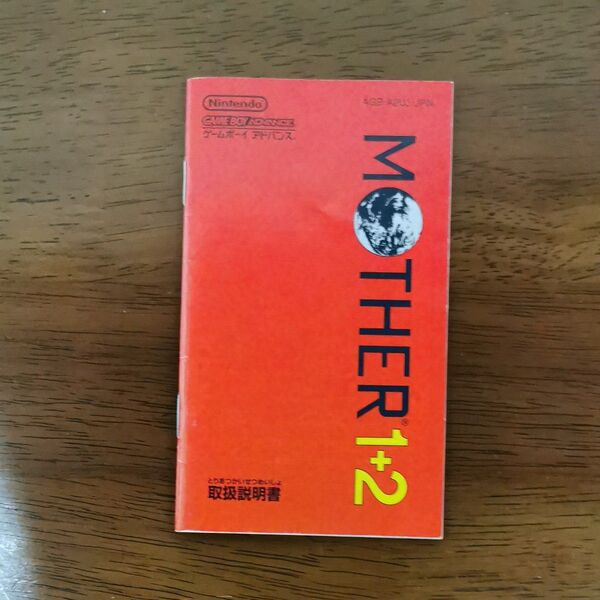 Nintendo
GAME BOY ADVANCE
ゲームボーイ アドバンス
AGB-A2UJ-JPN
MOTHER® 1+2
とりあつかいせつめいしょ
取扱説明書